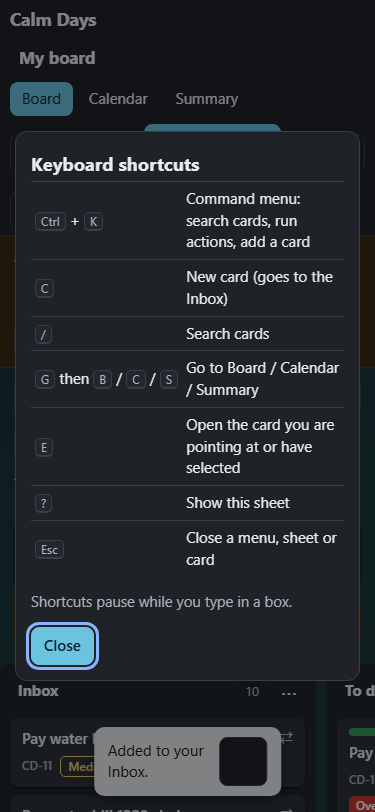 Calm Days
My board
Board Calendar Summary
Keyboard shortcuts
Ctrl + K Command menu:
search cards, run
actions, add a card
C New card (goes to the
Inbox)
/ Search cards
G then B / C / S Go to Board / Calendar
/ Summary
E Open the card you are
pointing at or have
selected
? Show this sheet
Esc Close a menu, sheet or
card
Shortcuts pause while you type in a box.
Close
Inbox 10 ... To d
Pay water
CD-11 Med
Pay
CD-1
Ove
Added to your
Inbox.